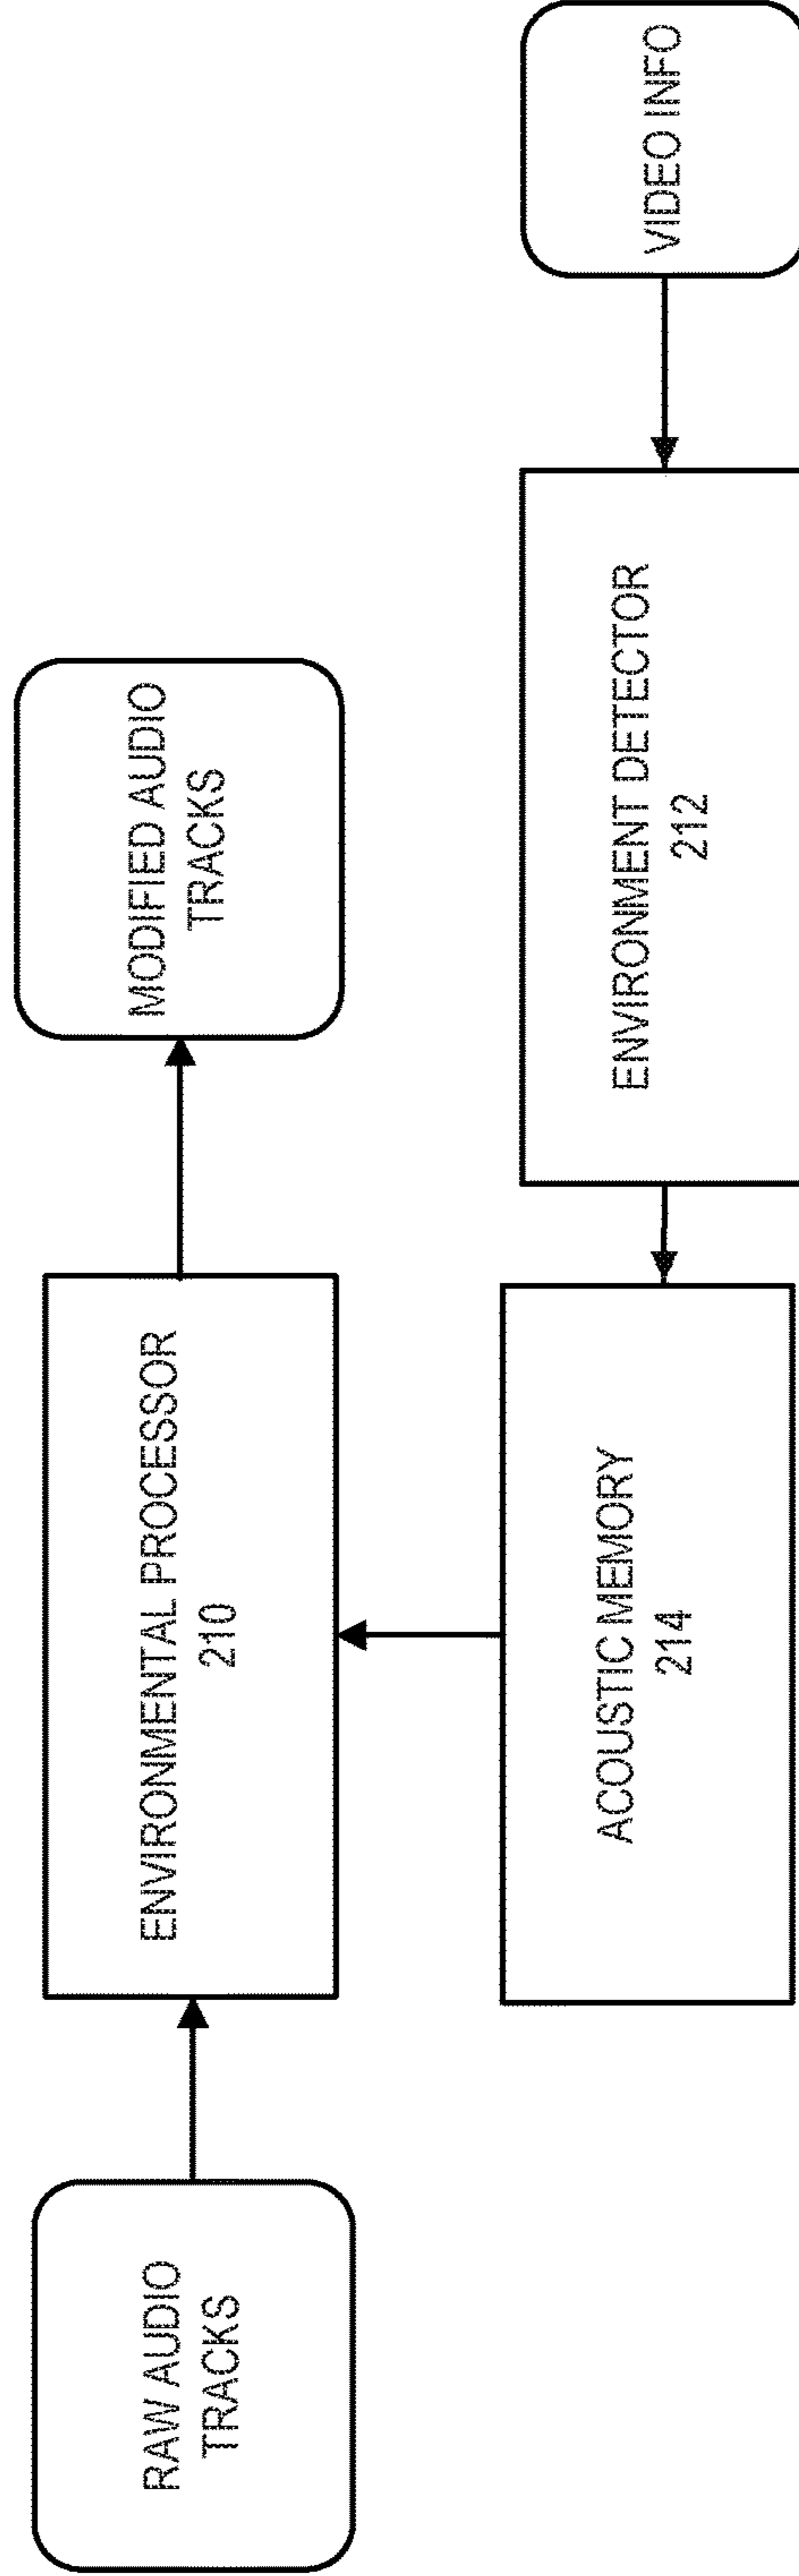 RAW AUDIO
TRACKS
ENVIRONMENTAL PROCESSOR
210
MODIFIED AUDIO
TRACKS
ACOUSTIC MEMORY
214
ENVIRONMENT DETECTOR
212
VIDEO INFO